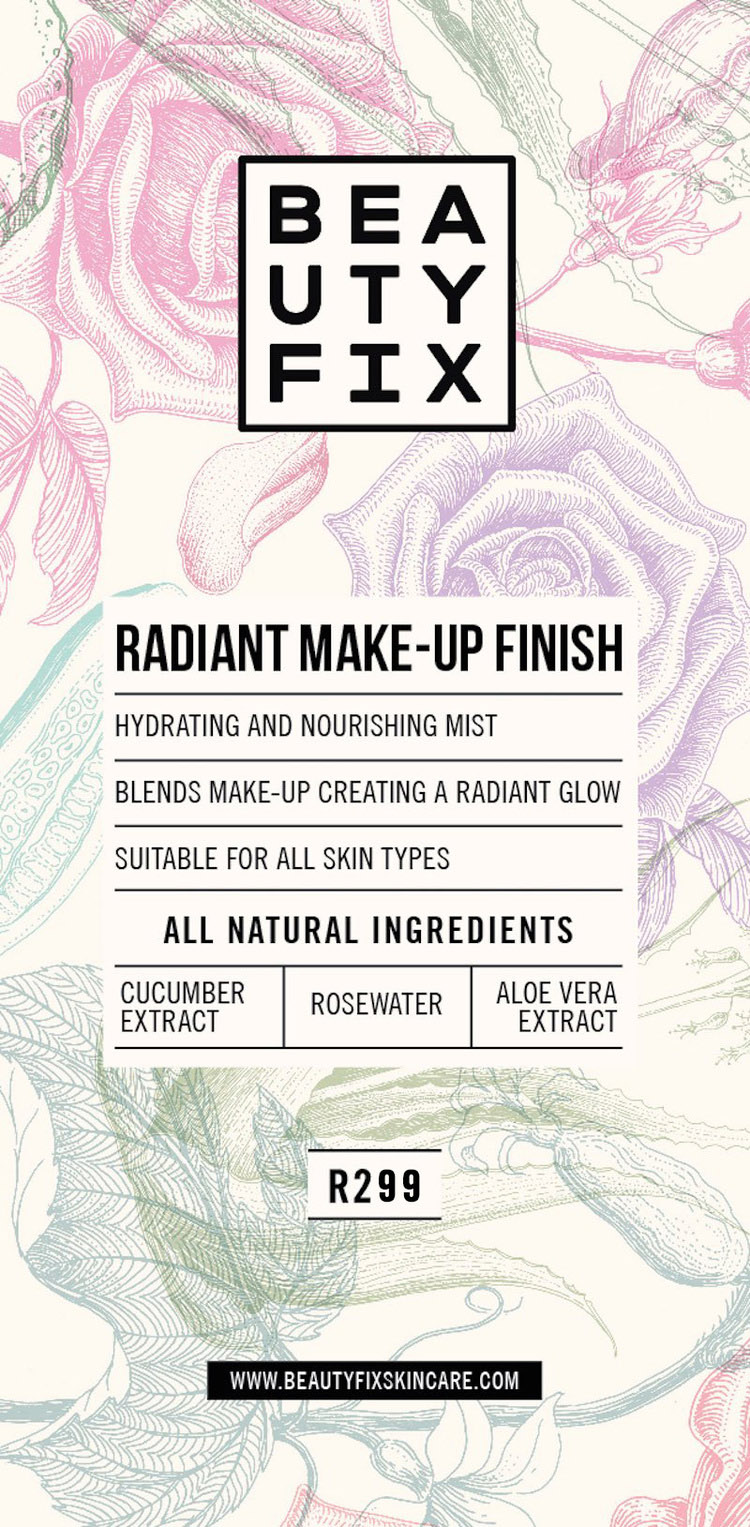 BEA
UTY
FIX
RADIANT MAKE-UP FINISH
HYDRATING AND NOURISHING MIST
BLENDS MAKE-UP CREATING A RADIANT GLOW
SUITABLE FOR ALL SKIN TYPES
ALL NATURAL INGREDIENTS
CUCUMBER
EXTRACT
ROSEWATER
ALOE VERA
EXTRACT
R299
WWW.BEAUTYFIXSKINCARE.COM